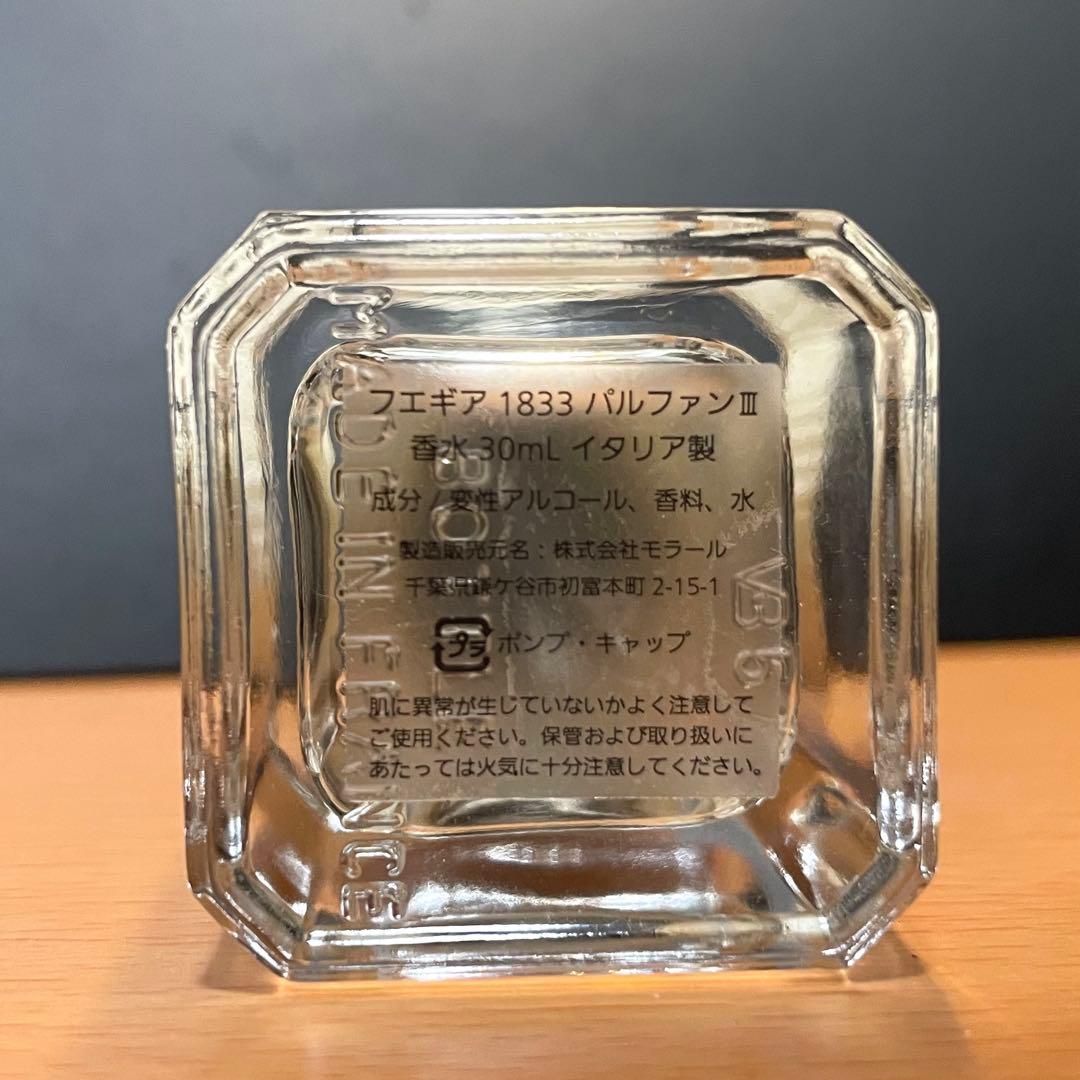 フエギア 1833 パルファンⅢ
香水 30mL イタリア製
成分 / 変性アルコール、香料、水
製造販売元名：株式会社モラール
千葉県鎌ケ谷市初富本町 2-15-1
プラ ポンプ・キャップ
肌に異常が生じていないかよく注意して
ご使用ください。保管および取り扱いに
あたっては火気に十分注意してください。
MADE IN FRANCE